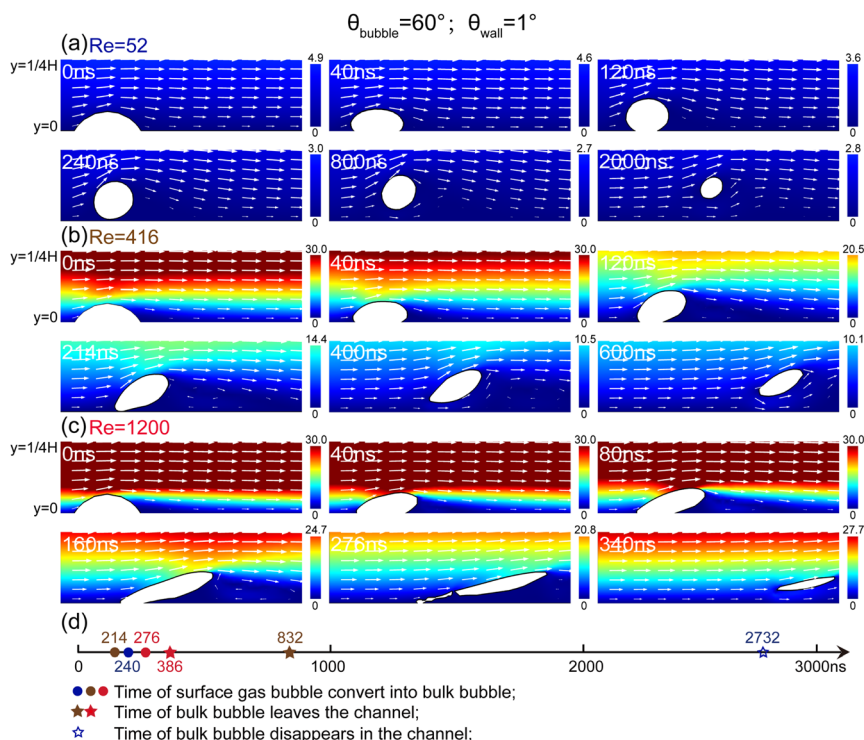 θbubble=60°; θwall=1°
(a) Re=52
y=1/4H 0ns 4.9 40ns 4.6 120ns 3.6
y=0 0 0 0
240ns 3.0 800ns 2.7 2000ns 2.8
0 0 0
(b) Re=416
y=1/4H 0ns 30.0 40ns 30.0 120ns 20.5
y=0 0 0 0
214ns 14.4 400ns 10.5 600ns 10.1
0 0 0
(c) Re=1200
y=1/4H 0ns 30.0 40ns 30.0 80ns 30.0
y=0 0 0 0
160ns 24.7 276ns 20.8 340ns 27.7
0 0 0
(d)
214 276 832 2732
0 240 386 1000 2000 3000ns
Time of surface gas bubble convert into bulk bubble;
Time of bulk bubble leaves the channel;
Time of bulk bubble disappears in the channel;